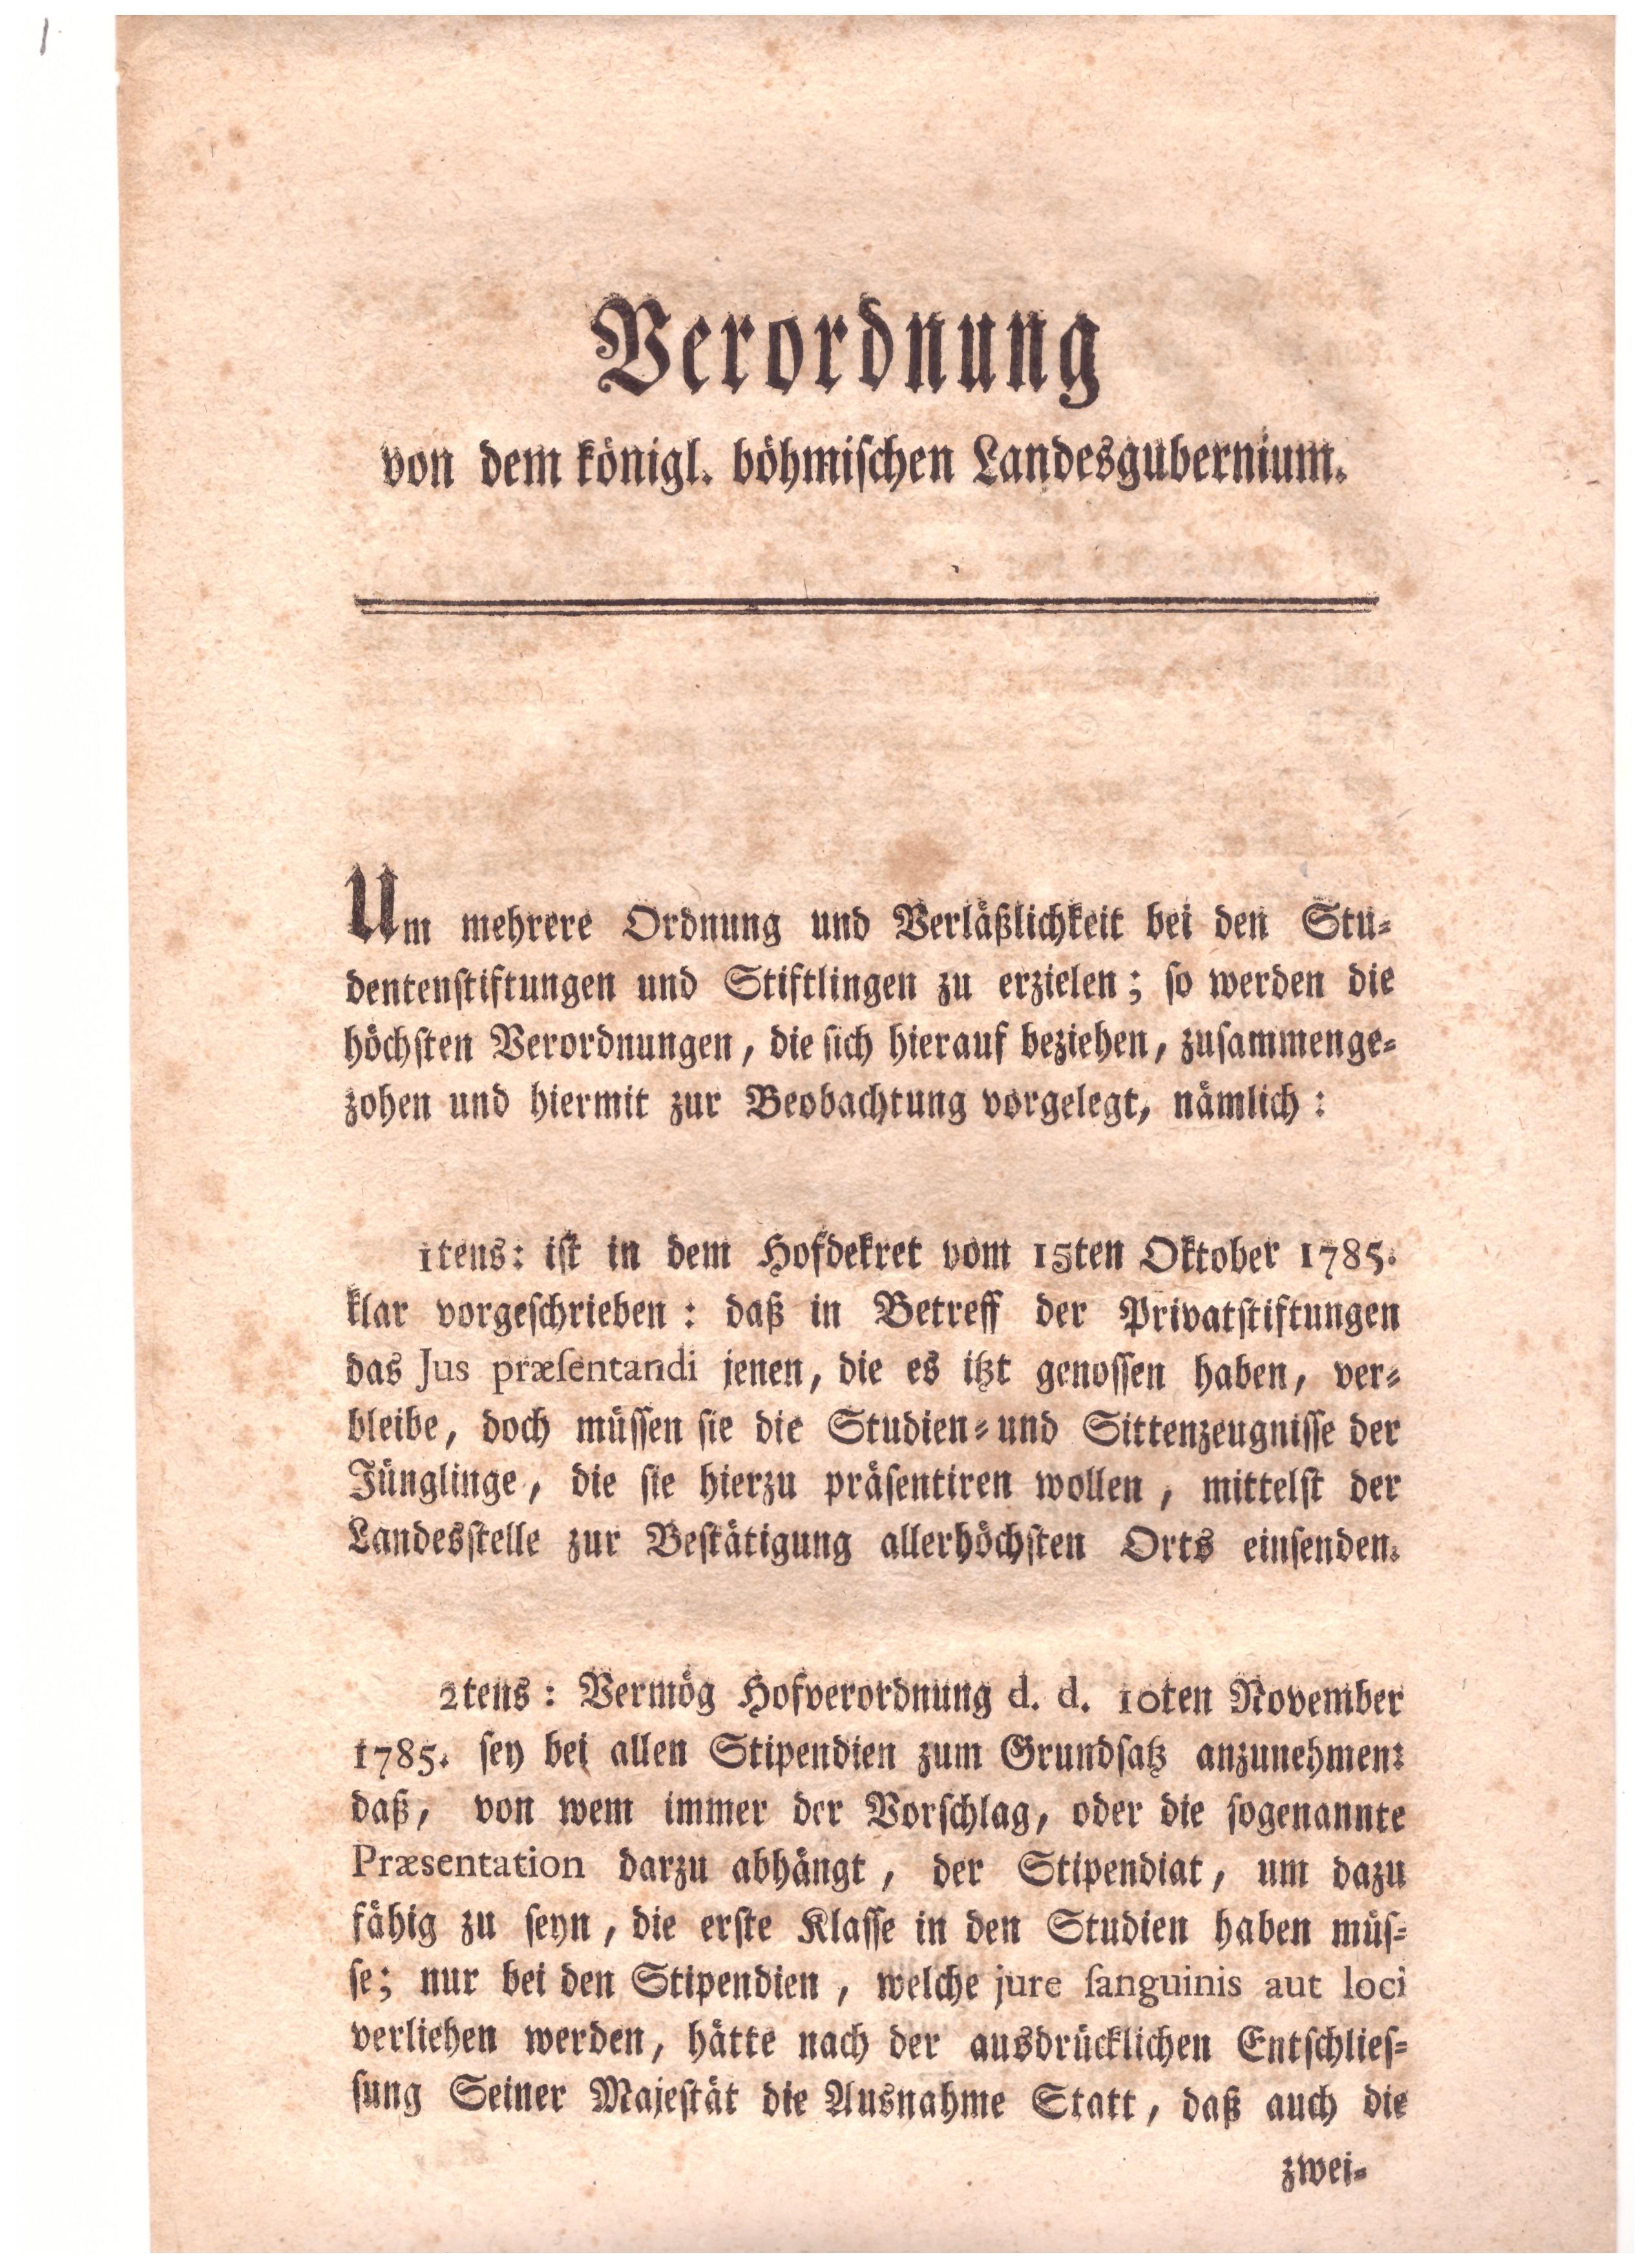 Verordnung
von dem königl. böhmischen Landesgubernium.
Um mehrere Ordnung und Verläßlichkeit bei den Stu-
dentenstiftungen und Stiftlingen zu erzielen; so werden die
höchsten Verordnungen, die sich hierauf beziehen, zusammenge-
zohen und hiermit zur Beobachtung vorgelegt, nämlich:
1tens: ist in dem Hofdekret vom 15ten Oktober 1785.
klar vorgeschrieben: daß in Betreff der Privatstiftungen
das Jus præsentandi jenen, die es itzt genossen haben, ver-
bleibe, doch müssen sie die Studien- und Sittenzeugnisse der
Jünglinge, die sie hierzu präsentiren wollen, mittelst der
Landesstelle zur Bestätigung allerhöchsten Orts einsenden.
2tens: Vermög Hofverordnung d. d. 10ten November
1785. sey bei allen Stipendien zum Grundsatz anzunehmen:
daß, von wem immer der Vorschlag, oder die sogenannte
Præsentation darzu abhängt, der Stipendiat, um dazu
fähig zu seyn, die erste Klasse in den Studien haben müs-
se; nur bei den Stipendien, welche jure sanguinis aut loci
verliehen werden, hätte nach der ausdrücklichen Entschlies-
sung Seiner Majestät die Ausnahme Statt, daß auch die
zwei-